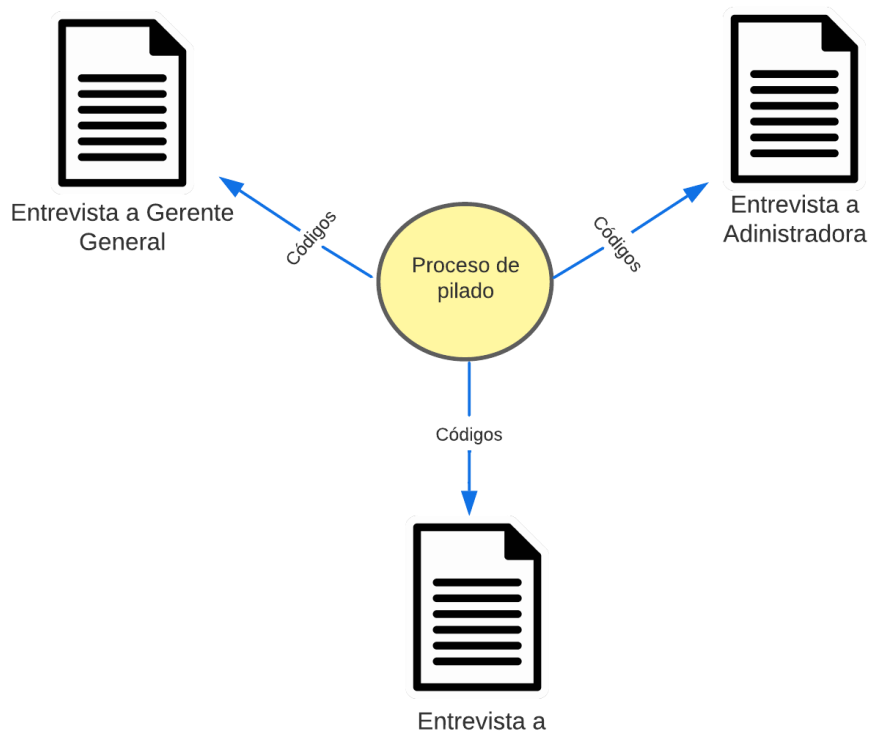 Entrevista a Gerente
General
Códigos
Proceso de
pilado
Códigos
Entrevista a
Adinistradora
Códigos
Entrevista a